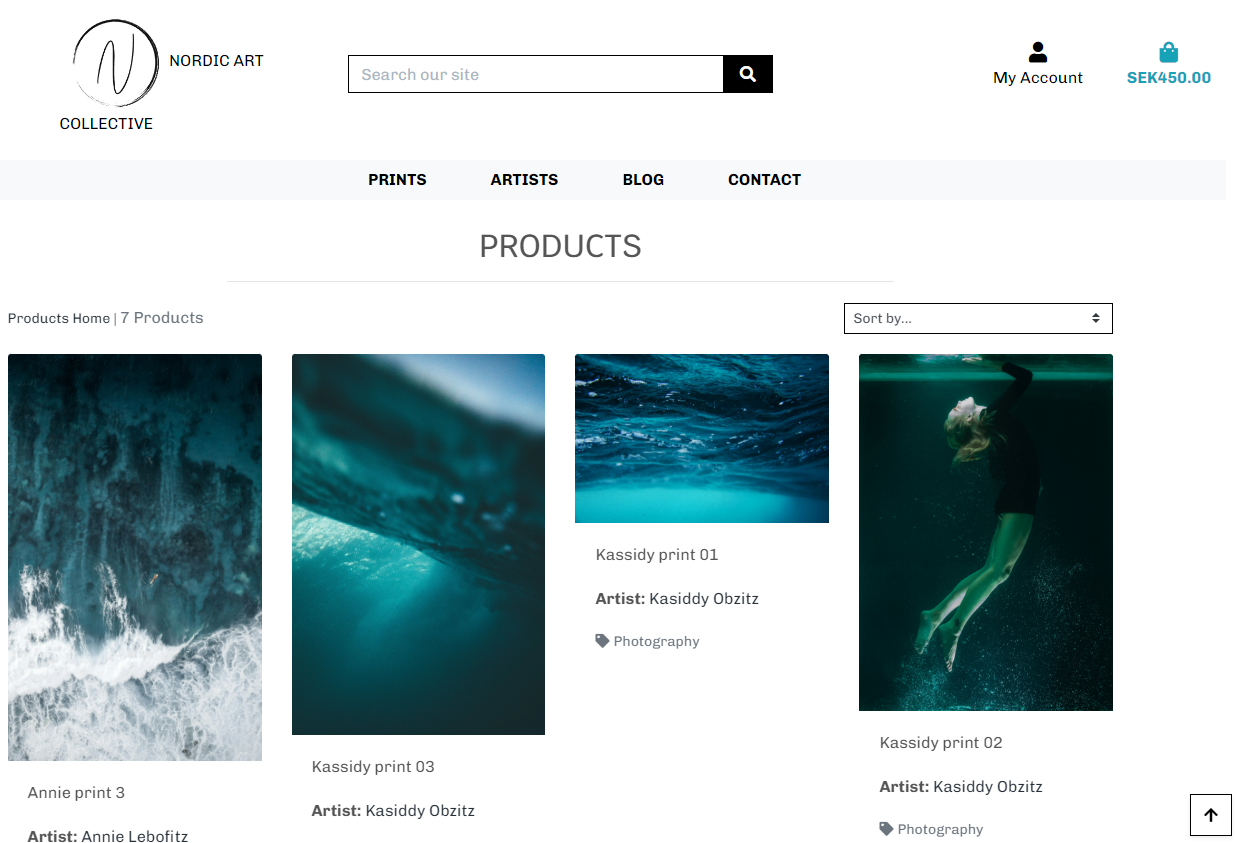 N
NORDIC ART
COLLECTIVE
Search our site
My Account
SEK450.00
PRINTS ARTISTS BLOG CONTACT
PRODUCTS
Products Home | 7 Products
Sort by...
Annie print 3
Artist: Annie Lebofitz
Kassidy print 03
Artist: Kasiddy Obzitz
Kassidy print 01
Artist: Kasiddy Obzitz
Photography
Kassidy print 02
Artist: Kasiddy Obzitz
Photography